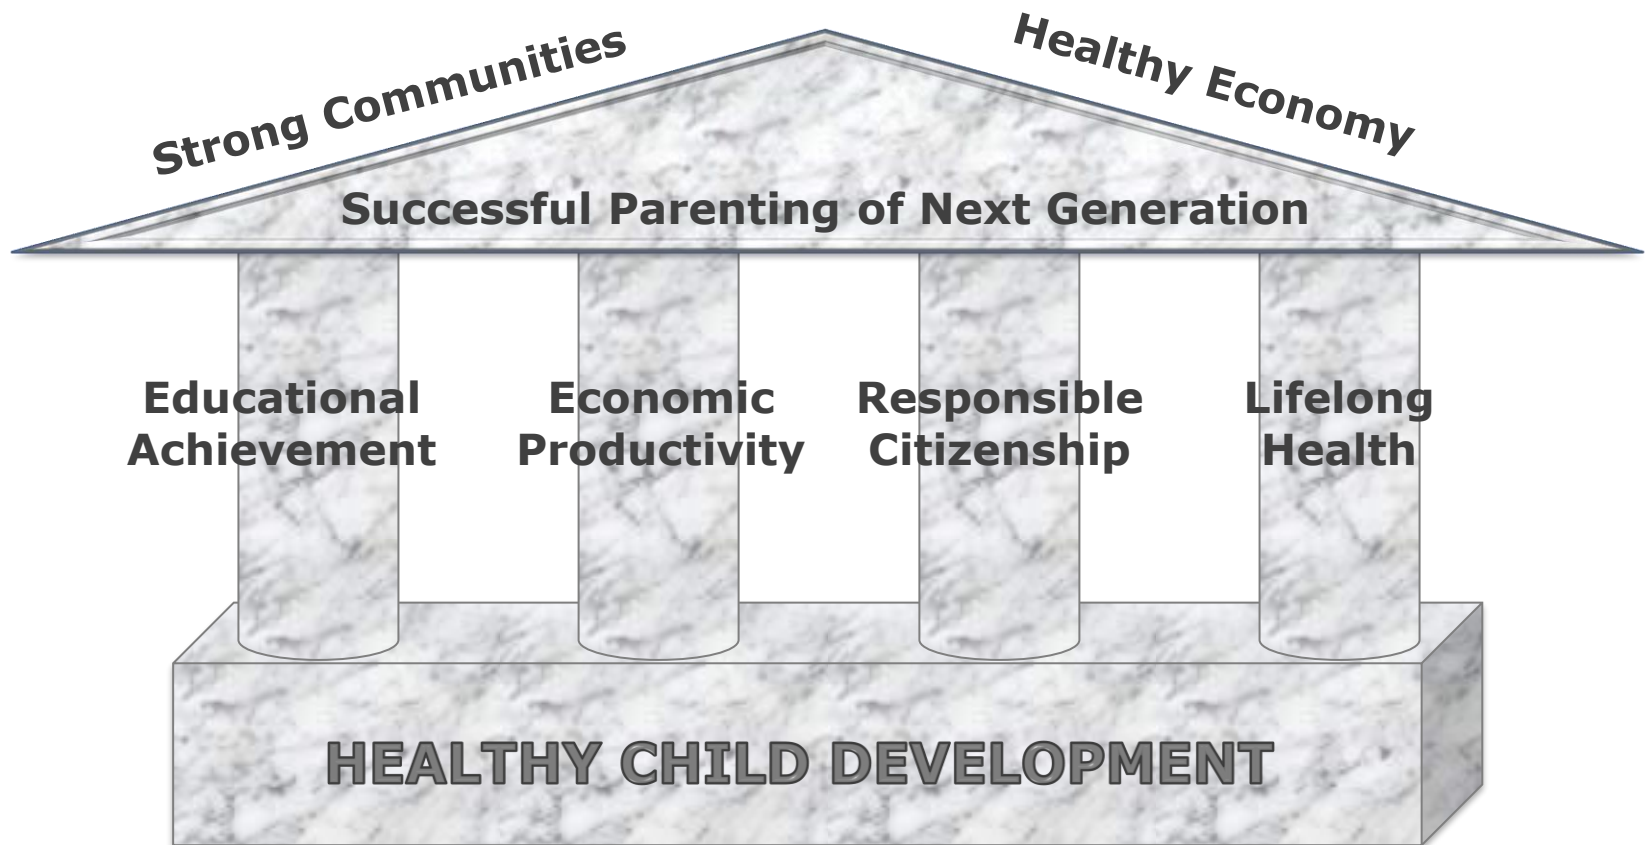 Strong Communities
Healthy Economy
Successful Parenting of Next Generation
Educational
Achievement
Economic
Productivity
Responsible
Citizenship
Lifelong
Health
HEALTHY CHILD DEVELOPMENT